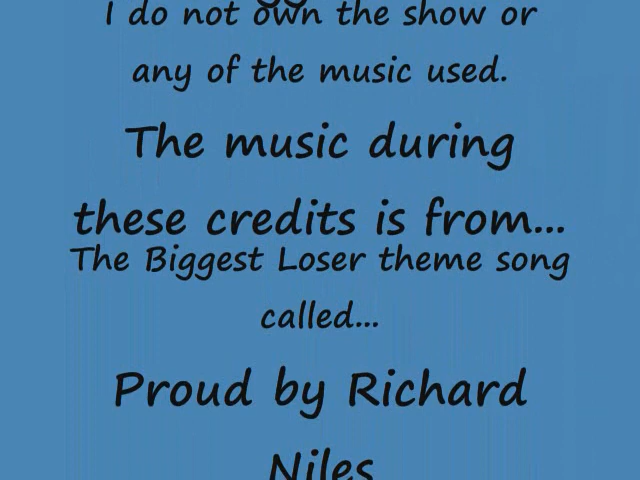 I do not own the show or
any of the music used.
The music during
these credits is from...
The Biggest Loser theme song
called...
Proud by Richard
Niles